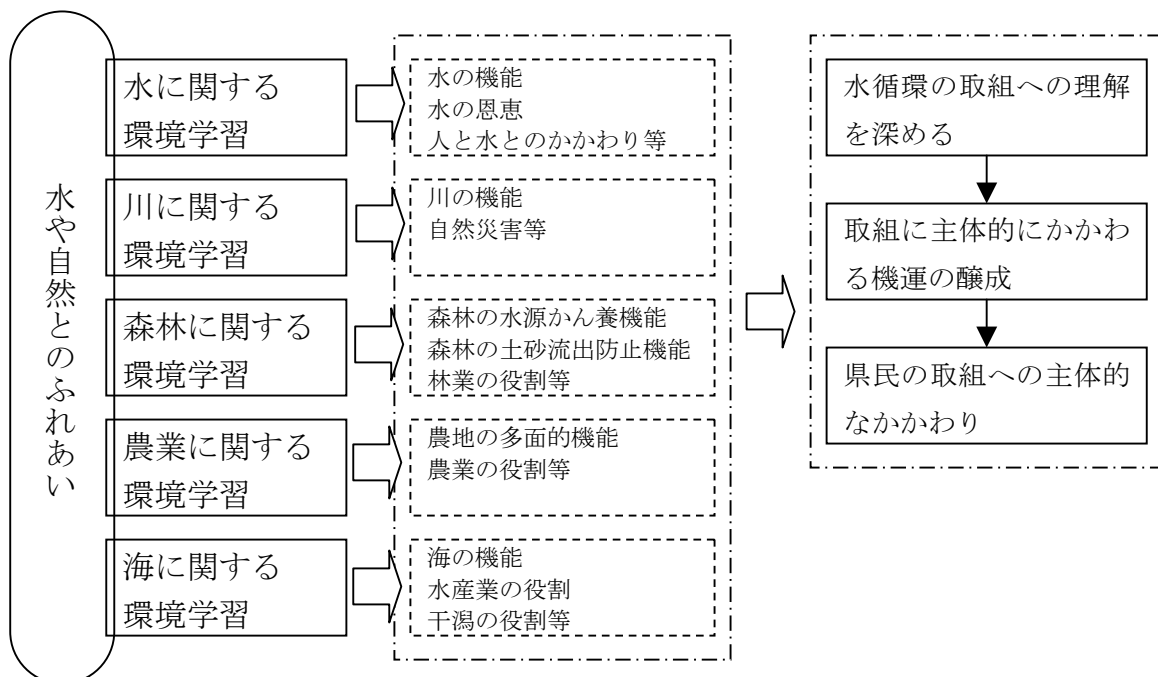 水や自然とのふれあい
水に関する
環境学習
水の機能
水の恩恵
人と水とのかかわり等
川に関する
環境学習
川の機能
自然災害等
森林に関する
環境学習
森林の水源かん養機能
森林の土砂流出防止機能
林業の役割等
農業に関する
環境学習
農地の多面的機能
農業の役割等
海に関する
環境学習
海の機能
水産業の役割
干潟の役割等
水循環の取組への理解
を深める
取組に主体的にかかわ
る機運の醸成
県民の取組への主体的
なかかわり